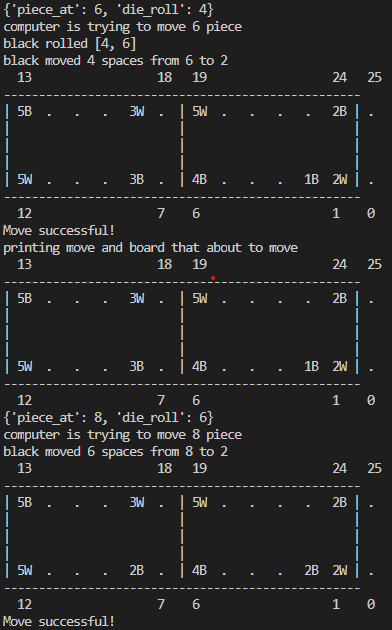 {'piece_at': 6, 'die_roll': 4}
computer is trying to move 6 piece
black rolled [4, 6]
black moved 4 spaces from 6 to 2
  13                18  19                24  25
---------------------------------------------------
| 5B  .  .  .  3W  . | 5W  .  .  .  .  2B | .
|                    |                    |
|                    |                    |
|                    |                    |
| 5W  .  .  .  3B  . | 4B  .  .  .  1B 2W | .
---------------------------------------------------
  12                7   6                 1   0
Move successful!
printing move and board that about to move
  13                18  19                24  25
---------------------------------------------------
| 5B  .  .  .  3W  . | 5W  .  .  .  .  2B | .
|                    |                    |
|                    |                    |
|                    |                    |
| 5W  .  .  .  3B  . | 4B  .  .  .  1B 2W | .
---------------------------------------------------
  12                7   6                 1   0
{'piece_at': 8, 'die_roll': 6}
computer is trying to move 8 piece
black moved 6 spaces from 8 to 2
  13                18  19                24  25
---------------------------------------------------
| 5B  .  .  .  3W  . | 5W  .  .  .  .  2B | .
|                    |                    |
|                    |                    |
|                    |                    |
| 5W  .  .  .  2B  . | 4B  .  .  .  2B 2W | .
---------------------------------------------------
  12                7   6                 1   0
Move successful!